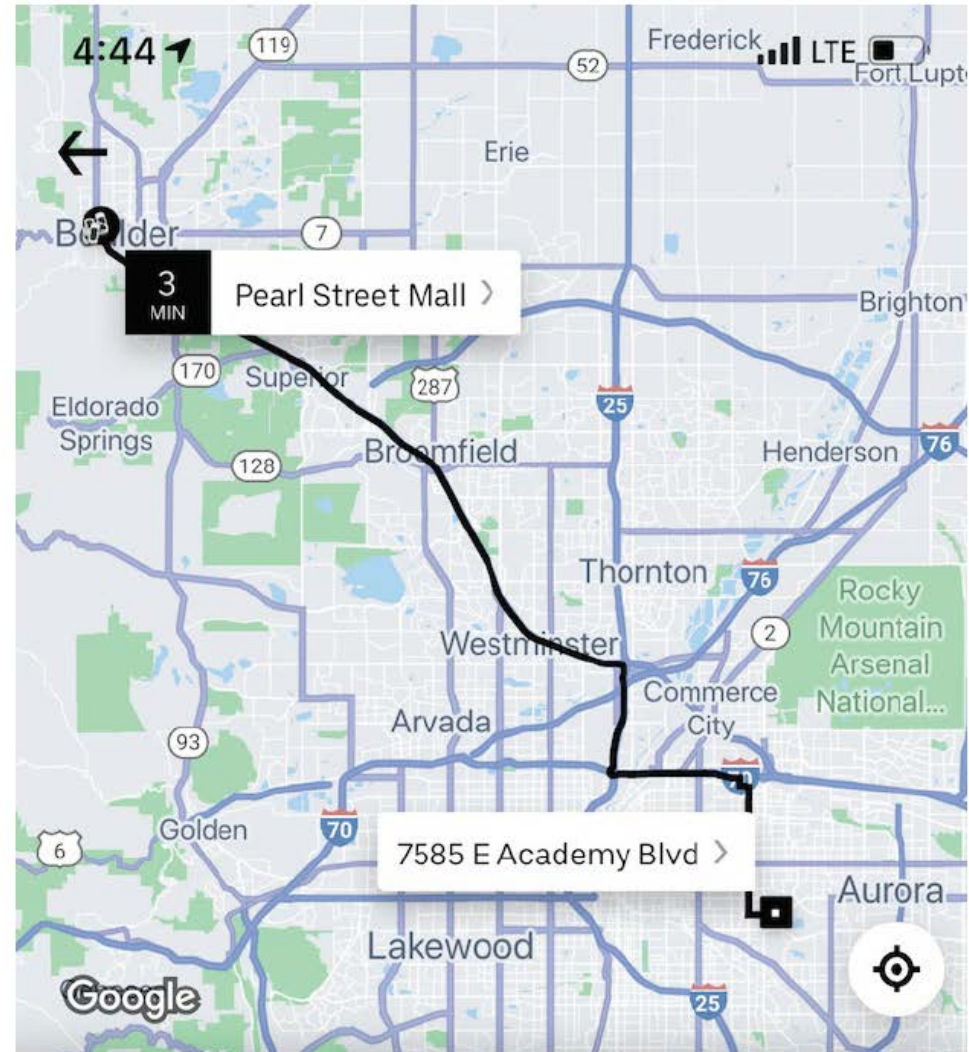 4:44
119
Frederick
LTE
52
Fort Lupt
Erie
Boulder
7
3
MIN
Pearl Street Mall
Brighton
170
Superior
287
25
Eldorado
Springs
76
Broomfield
Henderson
128
Thornton
76
Rocky
Mountain
Arsenal
National...
2
Westminster
Commerce
City
Arvada
93
70
Golden
70
6
7585 E Academy Blvd
Aurora
Lakewood
Google
25